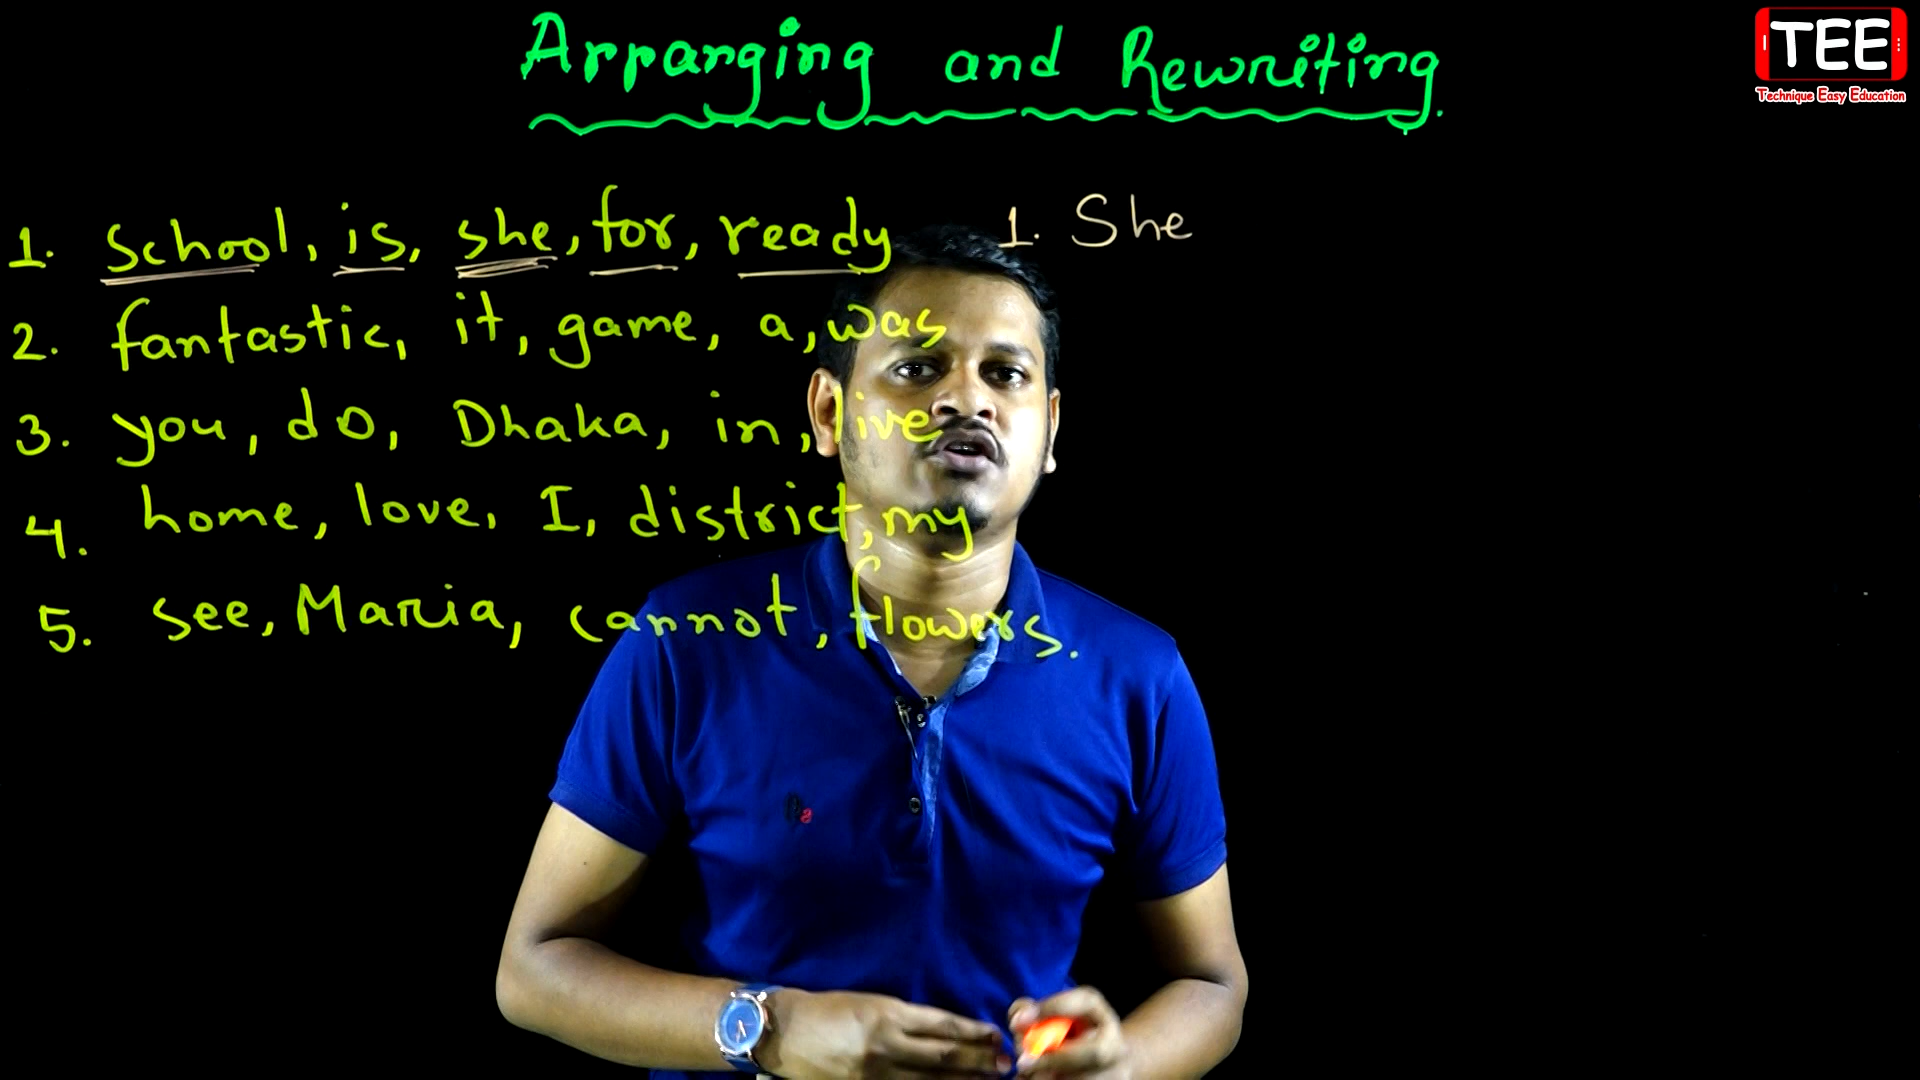 Arranging and Rewriting.
TEE
Technique Easy Education
1. School, is, she, for, ready
1. She
2. fantastic, it, game, a, was
3. you, do, Dhaka, in, live
4. home, love, I, district, my
5. see, Maria, cannot, flowers.